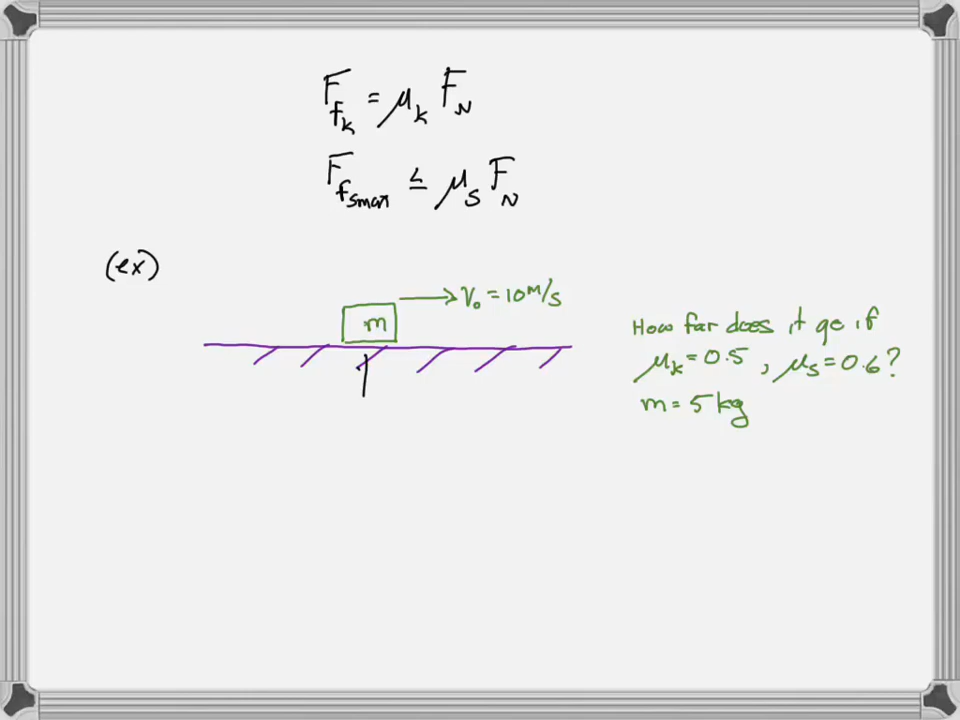 F_fk = μ_k F_N
F_fsmax ≤ μ_s F_N
(ex)
V₀ = 10 m/s
m
How far does it go if
μ_k = 0.5 , μ_s = 0.6?
m = 5 kg